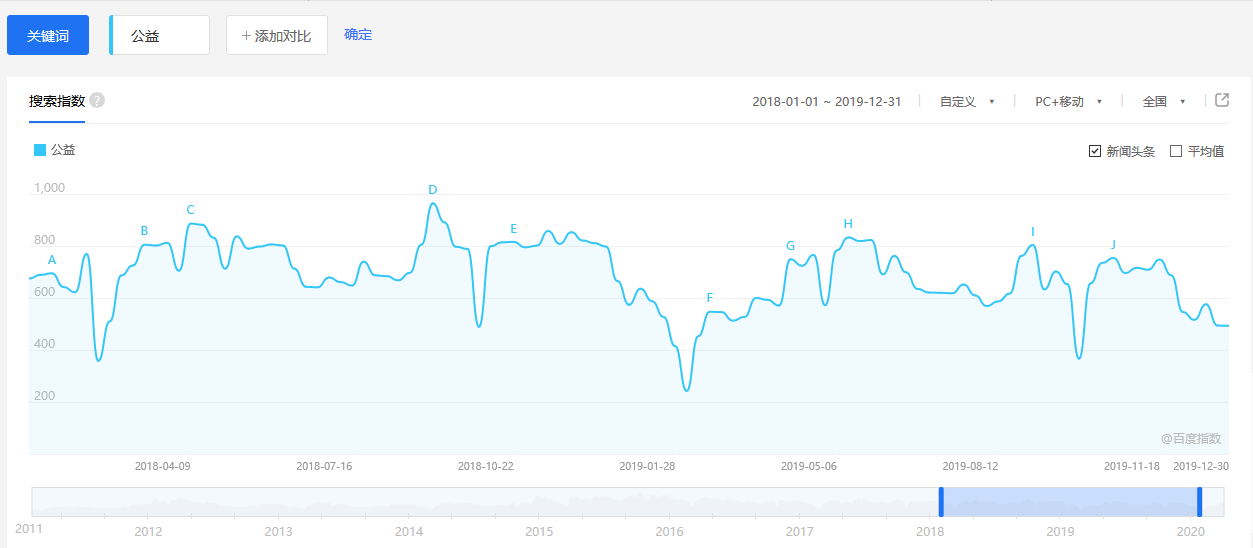 关键词 公益 + 添加对比 确定
搜索指数 ? 2018-01-01 ~ 2019-12-31 自定义 PC+移动 全国
公益 新闻头条 平均值
1,000
800
600
400
200
A
B
C
D
E
F
G
H
I
J
@百度指数
2018-04-09 2018-07-16 2018-10-22 2019-01-28 2019-05-06 2019-08-12 2019-11-18 2019-12-30
2011 2012 2013 2014 2015 2016 2017 2018 2019 2020